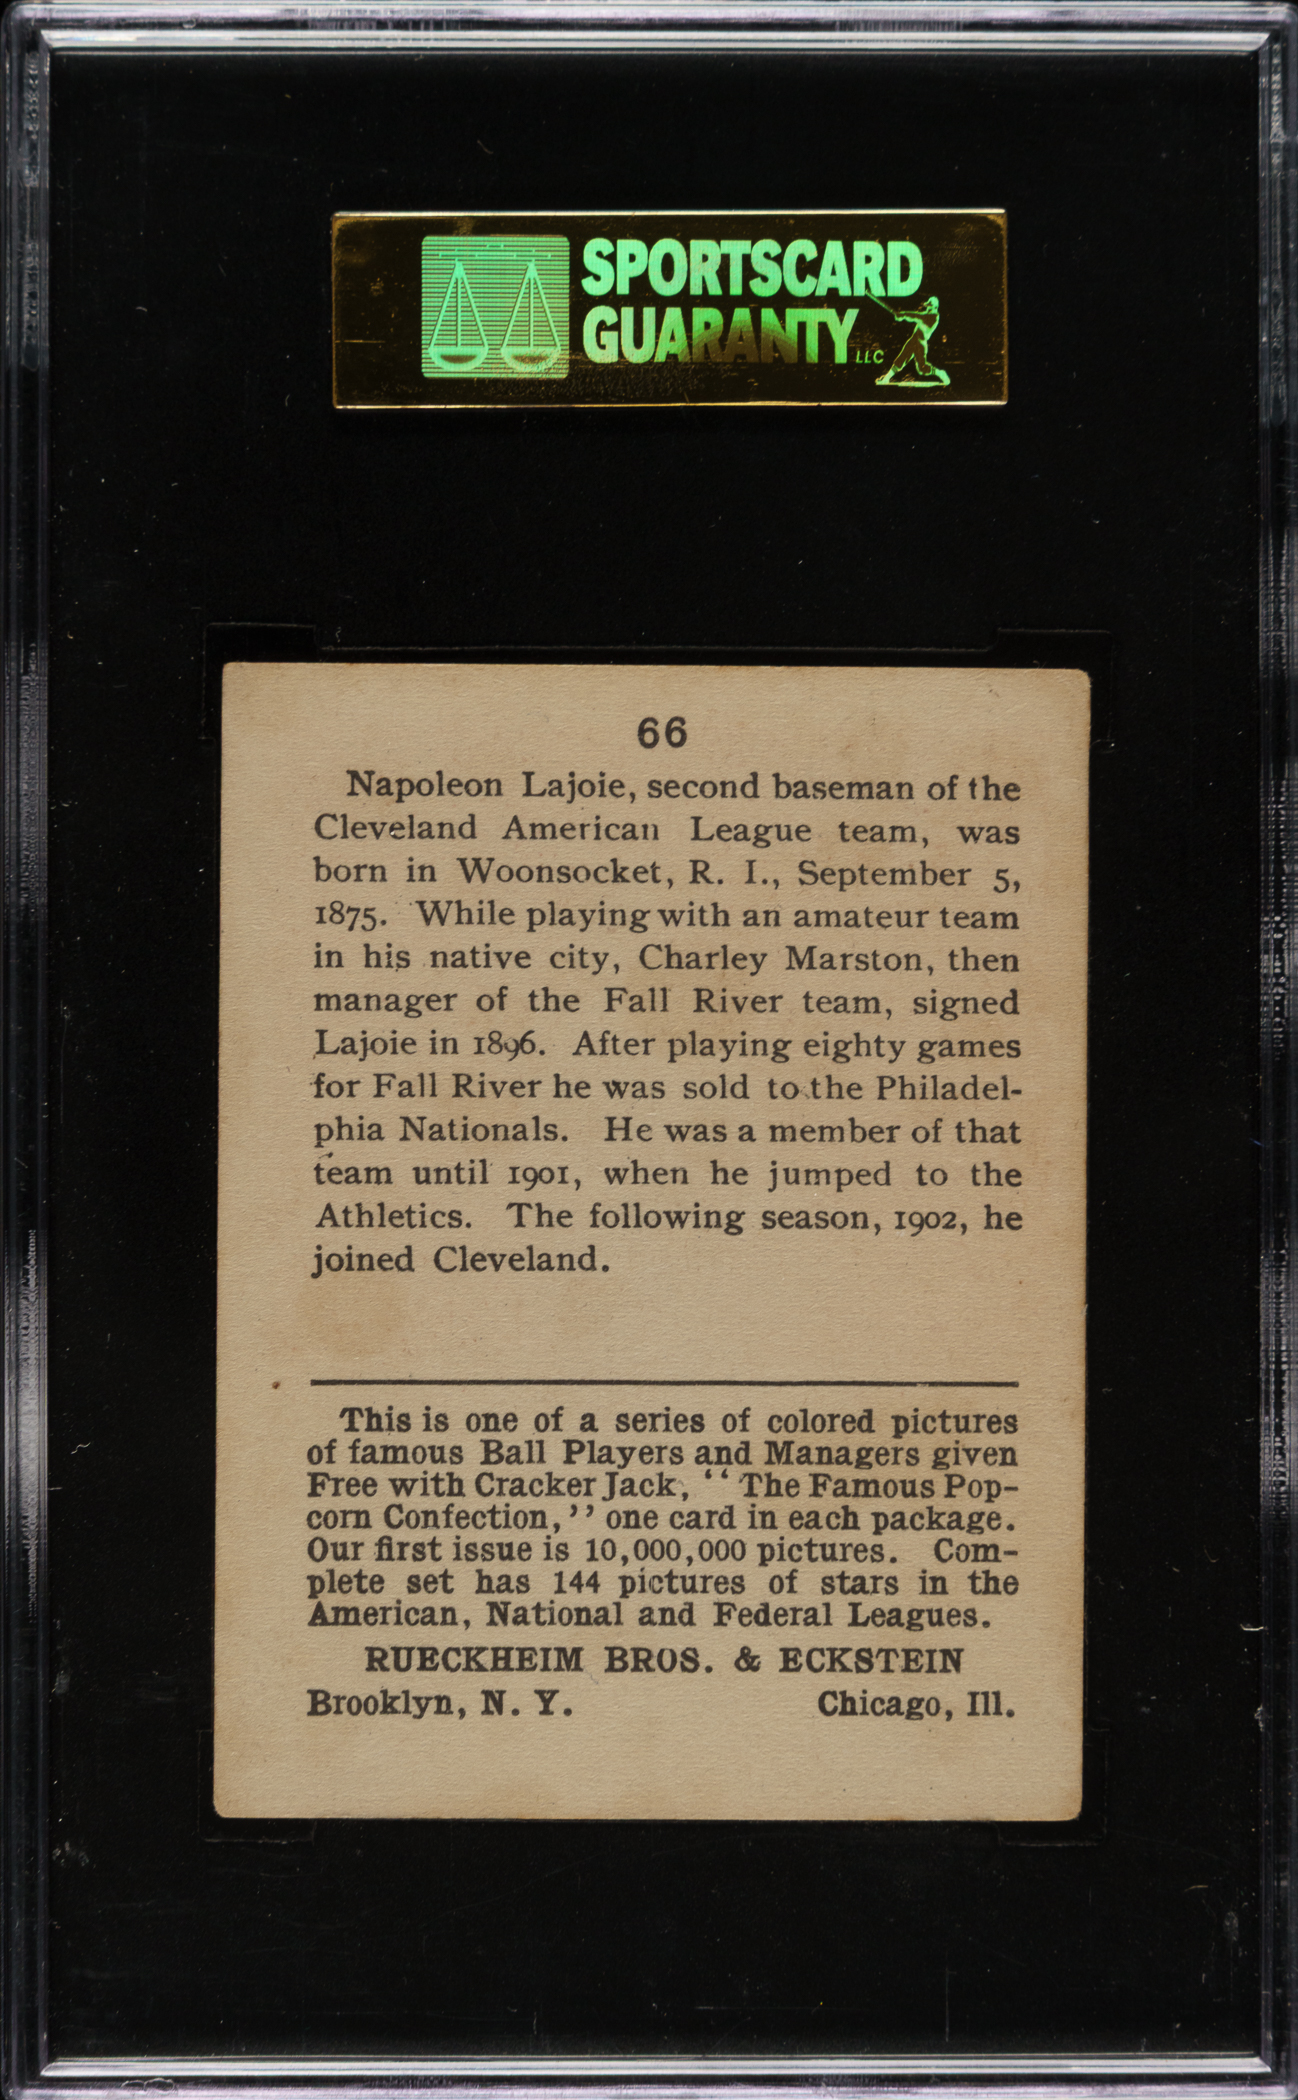 SPORTSCARD
GUARANTY LLC
66
Napoleon Lajoie, second baseman of the
Cleveland American League team, was
born in Woonsocket, R. I., September 5,
1875. While playing with an amateur team
in his native city, Charley Marston, then
manager of the Fall River team, signed
Lajoie in 1896. After playing eighty games
for Fall River he was sold to the Philadel-
phia Nationals. He was a member of that
team until 1901, when he jumped to the
Athletics. The following season, 1902, he
joined Cleveland.
This is one of a series of colored pictures
of famous Ball Players and Managers given
Free with Cracker Jack, ‘‘The Famous Pop-
corn Confection,’’ one card in each package.
Our first issue is 10,000,000 pictures. Com-
plete set has 144 pictures of stars in the
American, National and Federal Leagues.
RUECKHEIM BROS. & ECKSTEIN
Brooklyn, N. Y. Chicago, Ill.